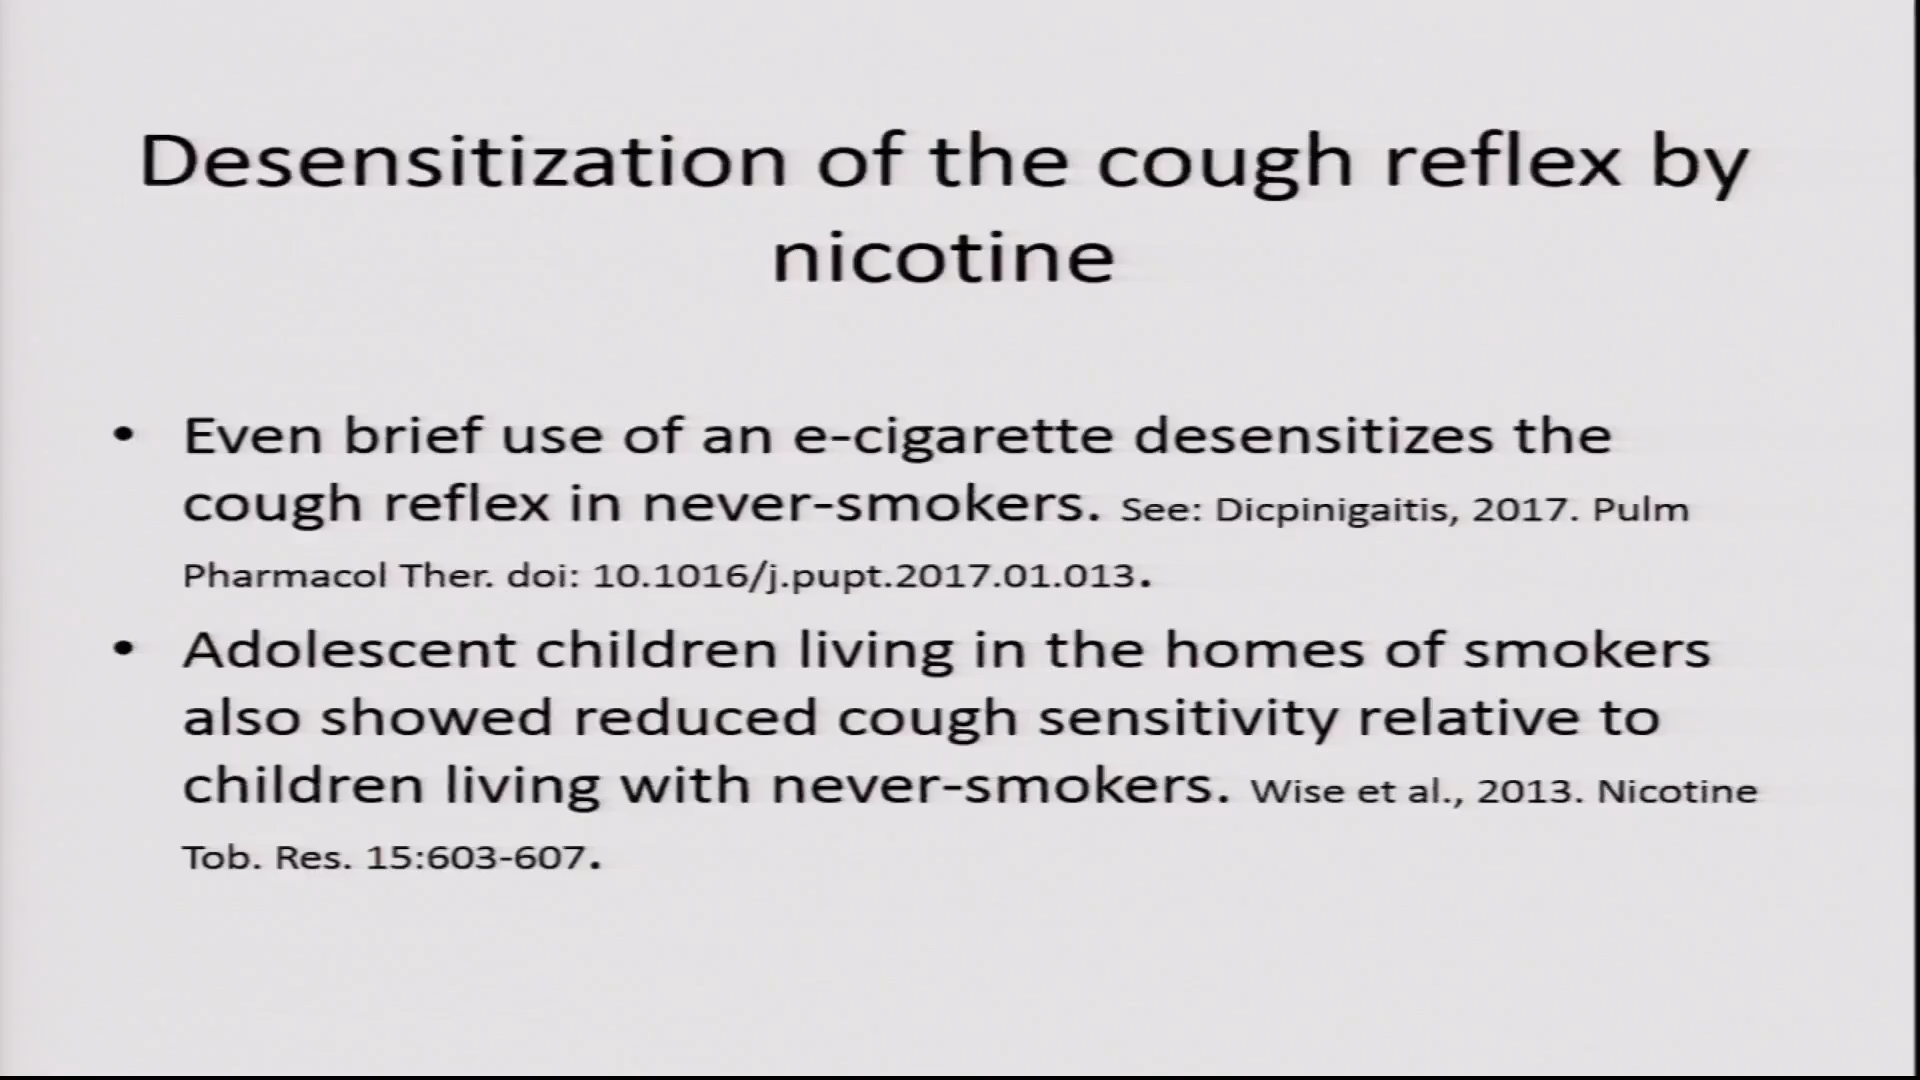 Desensitization of the cough reflex by
nicotine
• Even brief use of an e-cigarette desensitizes the
cough reflex in never-smokers. See: Dicpinigaitis, 2017. Pulm
Pharmacol Ther. doi: 10.1016/j.pupt.2017.01.013.
• Adolescent children living in the homes of smokers
also showed reduced cough sensitivity relative to
children living with never-smokers. Wise et al., 2013. Nicotine
Tob. Res. 15:603-607.